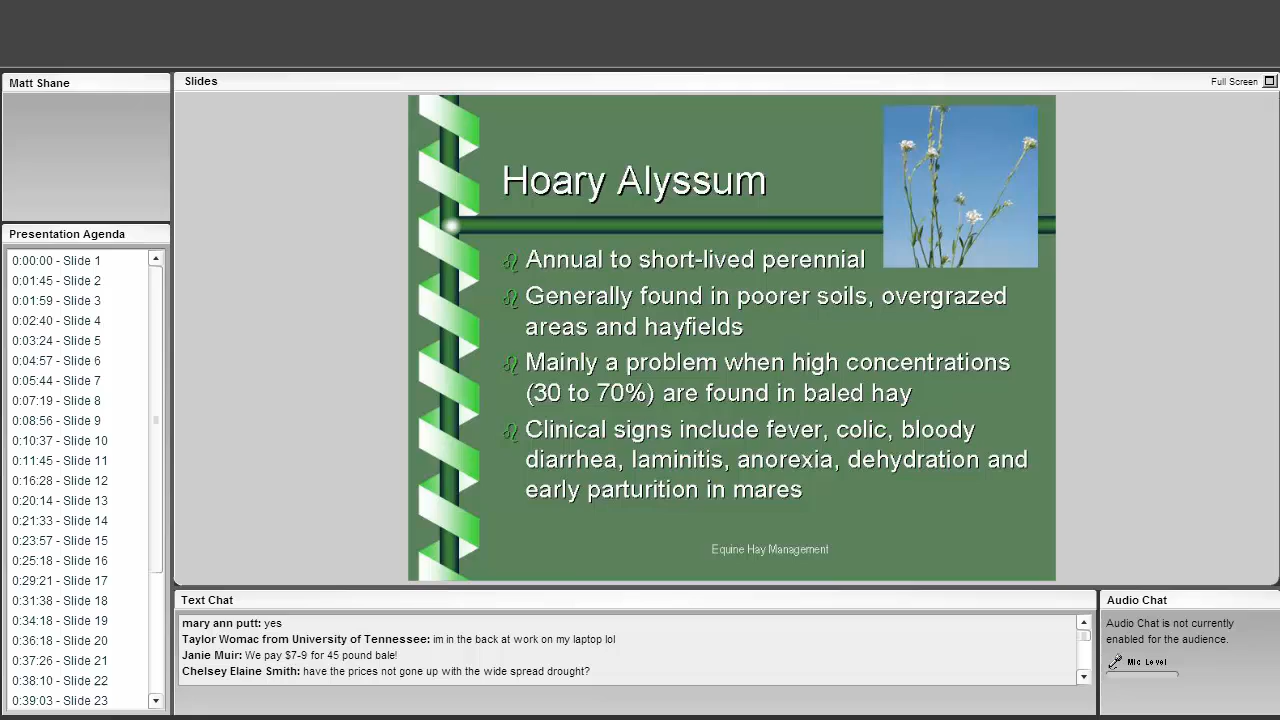 Matt Shane
Presentation Agenda
0:00:00 - Slide 1
0:01:45 - Slide 2
0:01:59 - Slide 3
0:02:40 - Slide 4
0:03:24 - Slide 5
0:04:57 - Slide 6
0:05:44 - Slide 7
0:07:19 - Slide 8
0:08:56 - Slide 9
0:10:37 - Slide 10
0:11:45 - Slide 11
0:16:28 - Slide 12
0:20:14 - Slide 13
0:21:33 - Slide 14
0:23:57 - Slide 15
0:25:18 - Slide 16
0:29:21 - Slide 17
0:31:38 - Slide 18
0:34:18 - Slide 19
0:36:18 - Slide 20
0:37:26 - Slide 21
0:38:10 - Slide 22
0:39:03 - Slide 23
Slides
Full Screen
Hoary Alyssum
Annual to short-lived perennial
Generally found in poorer soils, overgrazed
areas and hayfields
Mainly a problem when high concentrations
(30 to 70%) are found in baled hay
Clinical signs include fever, colic, bloody
diarrhea, laminitis, anorexia, dehydration and
early parturition in mares
Equine Hay Management
Text Chat
mary ann putt: yes
Taylor Womac from University of Tennessee: im in the back at work on my laptop lol
Janie Muir: We pay $7-9 for 45 pound bale!
Chelsey Elaine Smith: have the prices not gone up with the wide spread drought?
Audio Chat
Audio Chat is not currently
enabled for the audience.
Mic Level